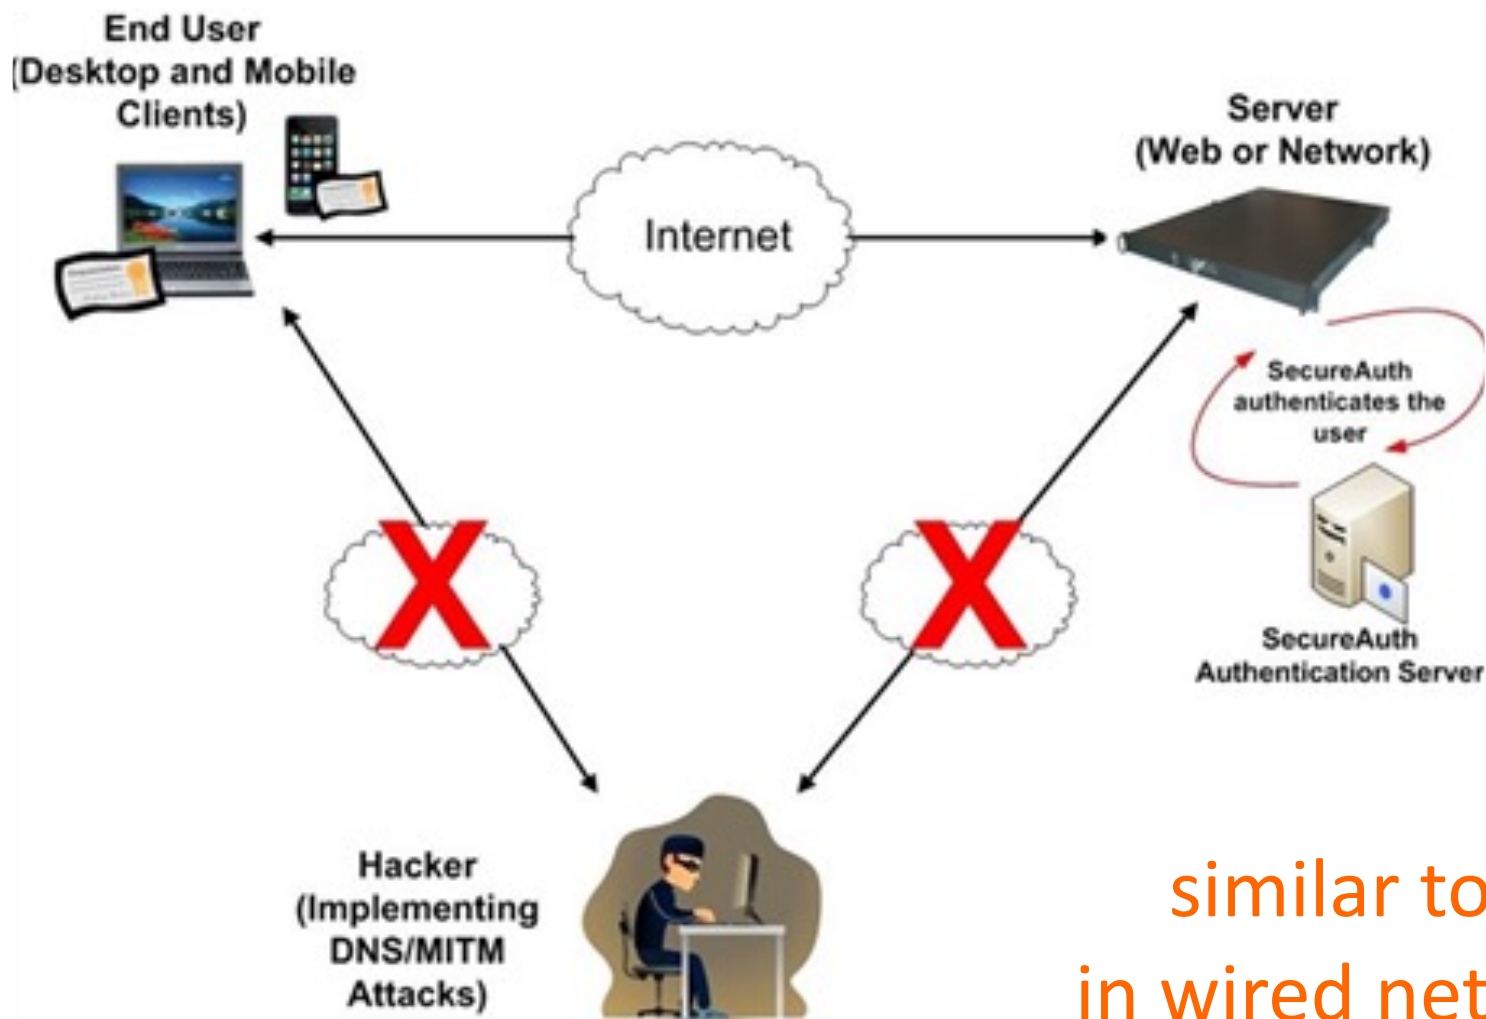 End User
(Desktop and Mobile
Clients)
Server
(Web or Network)
Internet
SecureAuth
authenticates the
user
SecureAuth
Authentication Server
Hacker
(Implementing
DNS/MITM
Attacks)
similar to
in wired net